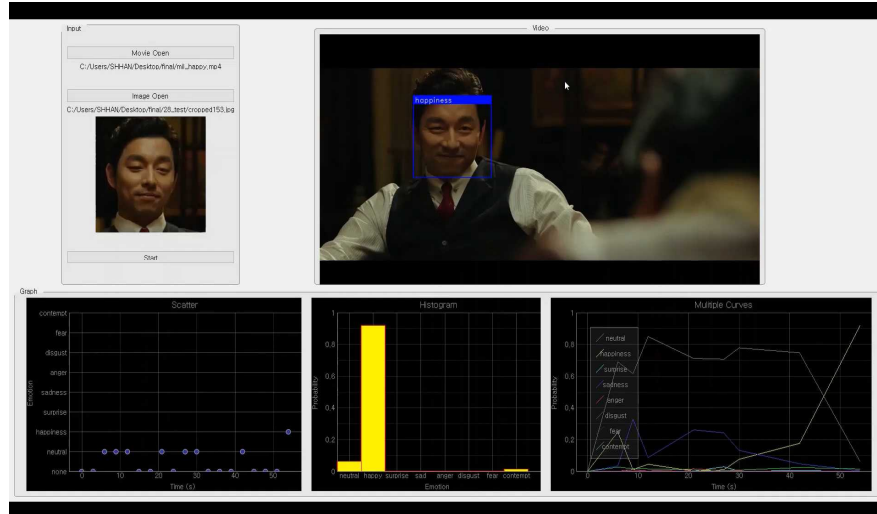 Input
Movie Open
C:/Users/SHHAN/Desktop/final/mil_happy.mp4
Image Open
C:/Users/SHHAN/Desktop/final/28_test/cropped153.jpg
Start
Video
happiness
Graph
Scatter
contempt
fear
disgust
anger
sadness
surprise
happiness
neutral
none
Emotion
0 10 20 30 40 50
Time (s)
Histogram
1
0.8
0.6
0.4
0.2
0
Probability
neutral happy surprise sad anger disgust fear contempt
Emotion
Multiple Curves
1
0.8
0.6
0.4
0.2
0
Probability
neutral
happiness
surprise
sadness
enger
disgust
fear
contempt
0 10 20 30 40 50
Time (s)